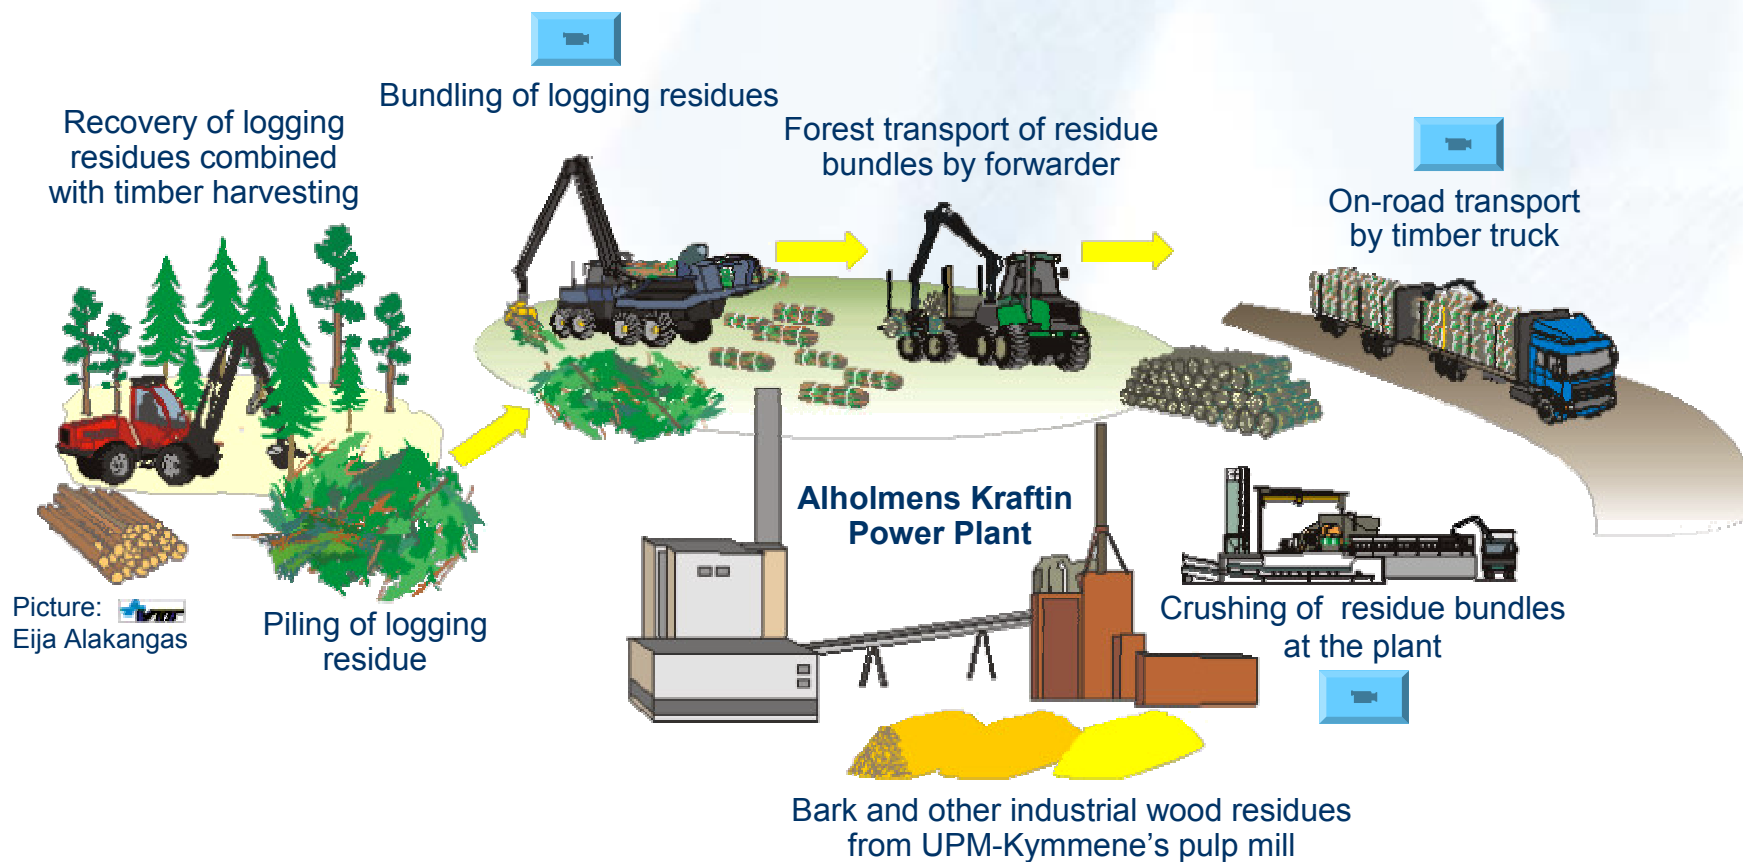 Bundling of logging residues
Recovery of logging
residues combined
with timber harvesting
Forest transport of residue
bundles by forwarder
On-road transport
by timber truck
Alholmens Kraftin
Power Plant
Picture: VTT
Eija Alakangas
Piling of logging
residue
Crushing of residue bundles
at the plant
Bark and other industrial wood residues
from UPM-Kymmene's pulp mill